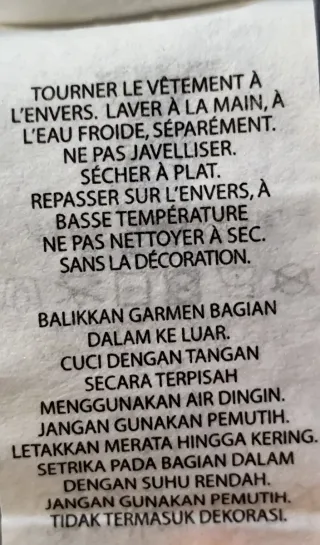 TOURNER LE VÊTEMENT À
L'ENVERS. LAVER À LA MAIN, À
L'EAU FROIDE, SÉPARÉMENT.
NE PAS JAVELLISER.
SÉCHER À PLAT.
REPASSER SUR L'ENVERS, À
BASSE TEMPÉRATURE
NE PAS NETTOYER À SEC.
SANS LA DÉCORATION.
BALIKKAN GARMEN BAGIAN
DALAM KE LUAR.
CUCI DENGAN TANGAN
SECARA TERPISAH
MENGGUNAKAN AIR DINGIN.
JANGAN GUNAKAN PEMUTIH.
LETAKKAN MERATA HINGGA KERING.
SETRIKA PADA BAGIAN DALAM
DENGAN SUHU RENDAH.
JANGAN GUNAKAN PEMUTIH.
TIDAK TERMASUK DEKORASI.